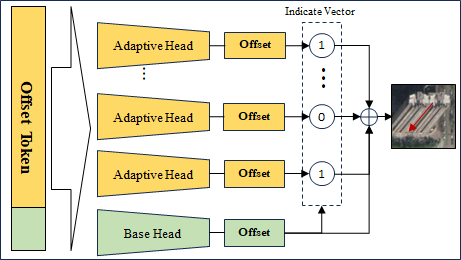 Indicate Vector
Offset Token
Adaptive Head
Offset
1
Adaptive Head
Offset
0
Adaptive Head
Offset
1
Base Head
Offset